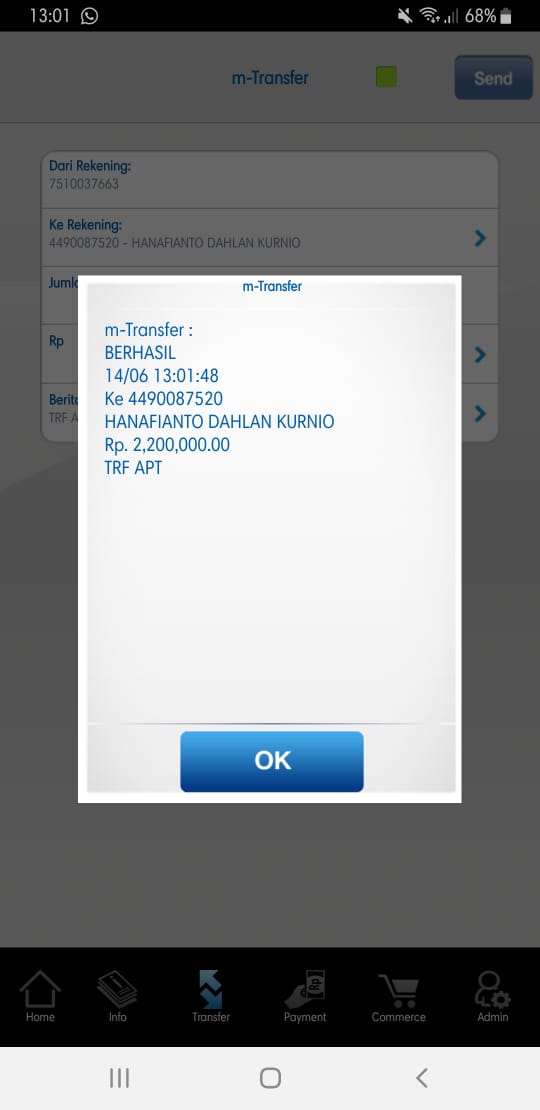 13:01
68%
m-Transfer
Send
Dari Rekening:
7510037663
Ke Rekening:
4490087520 - HANAFIANTO DAHLAN KURNIO
m-Transfer
m-Transfer :
BERHASIL
14/06 13:01:48
Ke 4490087520
HANAFIANTO DAHLAN KURNIO
Rp. 2,200,000.00
TRF APT
Rp
TRF A
OK
Home
Info
Rp
Transfer
Payment
Commerce
Admin